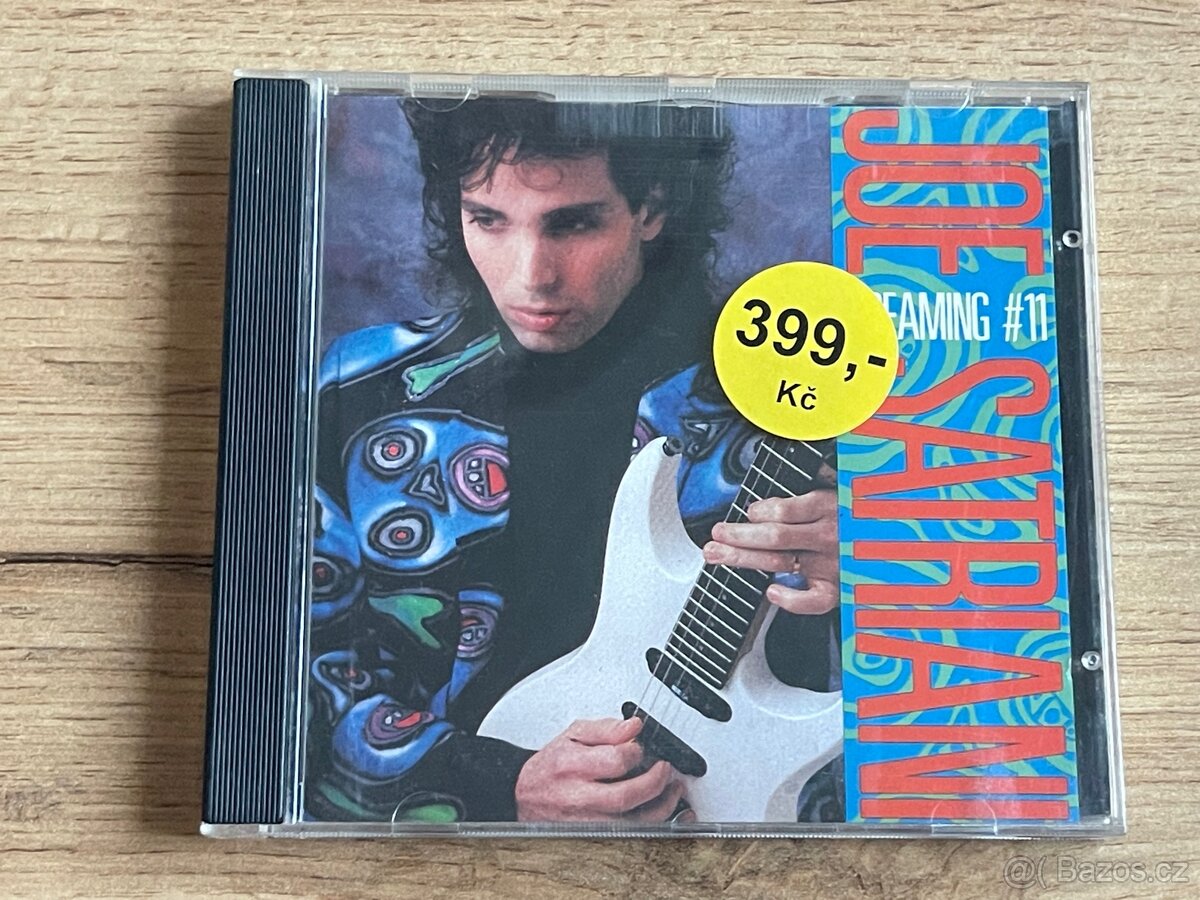 JOE SATRIANI
EAMING #11
399,-
Kč
@( Bazos.cz